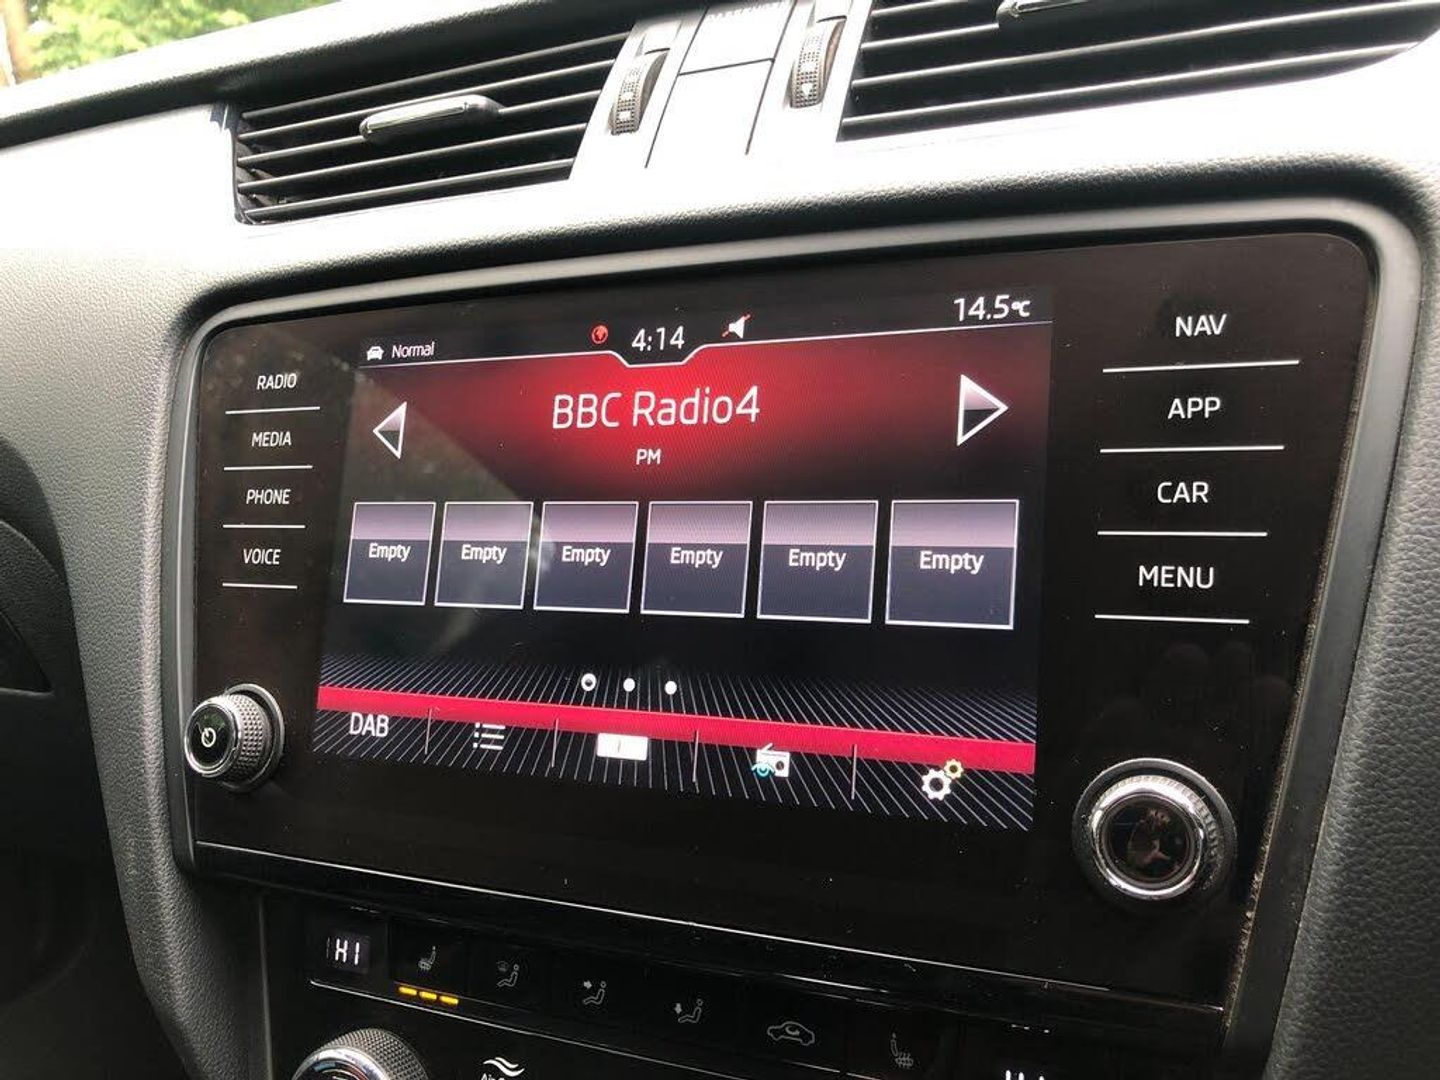 Normal
4:14
14.5°C
BBC Radio4
PM
Empty
Empty
Empty
Empty
Empty
Empty
DAB
RADIO
MEDIA
PHONE
VOICE
NAV
APP
CAR
MENU
HI